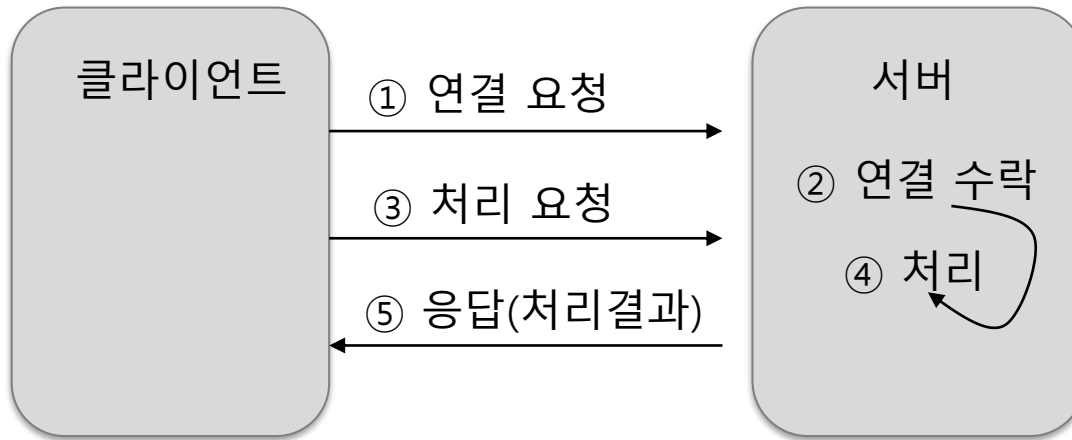 클라이언트
① 연결 요청
서버
② 연결 수락
③ 처리 요청
④ 처리
⑤ 응답(처리결과)